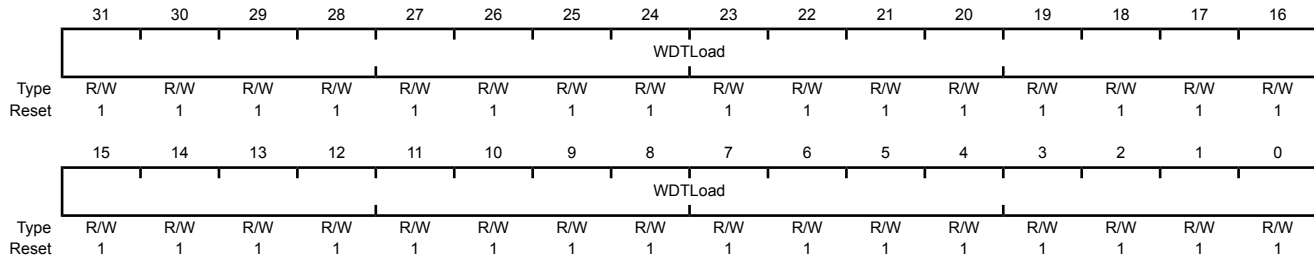 31 30 29 28 27 26 25 24 23 22 21 20 19 18 17 16
WDTLoad
Type R/W R/W R/W R/W R/W R/W R/W R/W R/W R/W R/W R/W R/W R/W R/W R/W
Reset 1 1 1 1 1 1 1 1 1 1 1 1 1 1 1 1
15 14 13 12 11 10 9 8 7 6 5 4 3 2 1 0
WDTLoad
Type R/W R/W R/W R/W R/W R/W R/W R/W R/W R/W R/W R/W R/W R/W R/W R/W
Reset 1 1 1 1 1 1 1 1 1 1 1 1 1 1 1 1